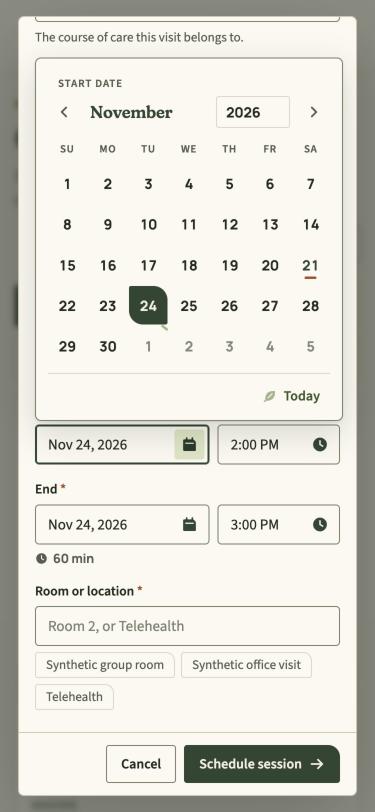 The course of care this visit belongs to.
START DATE
November 2026
SU MO TU WE TH FR SA
1 2 3 4 5 6 7
8 9 10 11 12 13 14
15 16 17 18 19 20 21
22 23 24 25 26 27 28
29 30 1 2 3 4 5
Today
Nov 24, 2026 2:00 PM
End *
Nov 24, 2026 3:00 PM
60 min
Room or location *
Room 2, or Telehealth
Synthetic group room Synthetic office visit
Telehealth
Cancel Schedule session